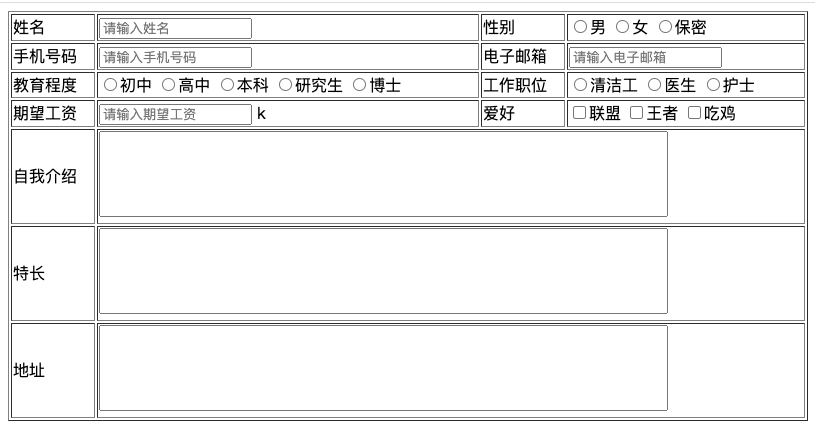 姓名 请输入姓名 性别 男 女 保密
手机号码 请输入手机号码 电子邮箱 请输入电子邮箱
教育程度 初中 高中 本科 研究生 博士 工作职位 清洁工 医生 护士
期望工资 请输入期望工资 k 爱好 联盟 王者 吃鸡
自我介绍
特长
地址